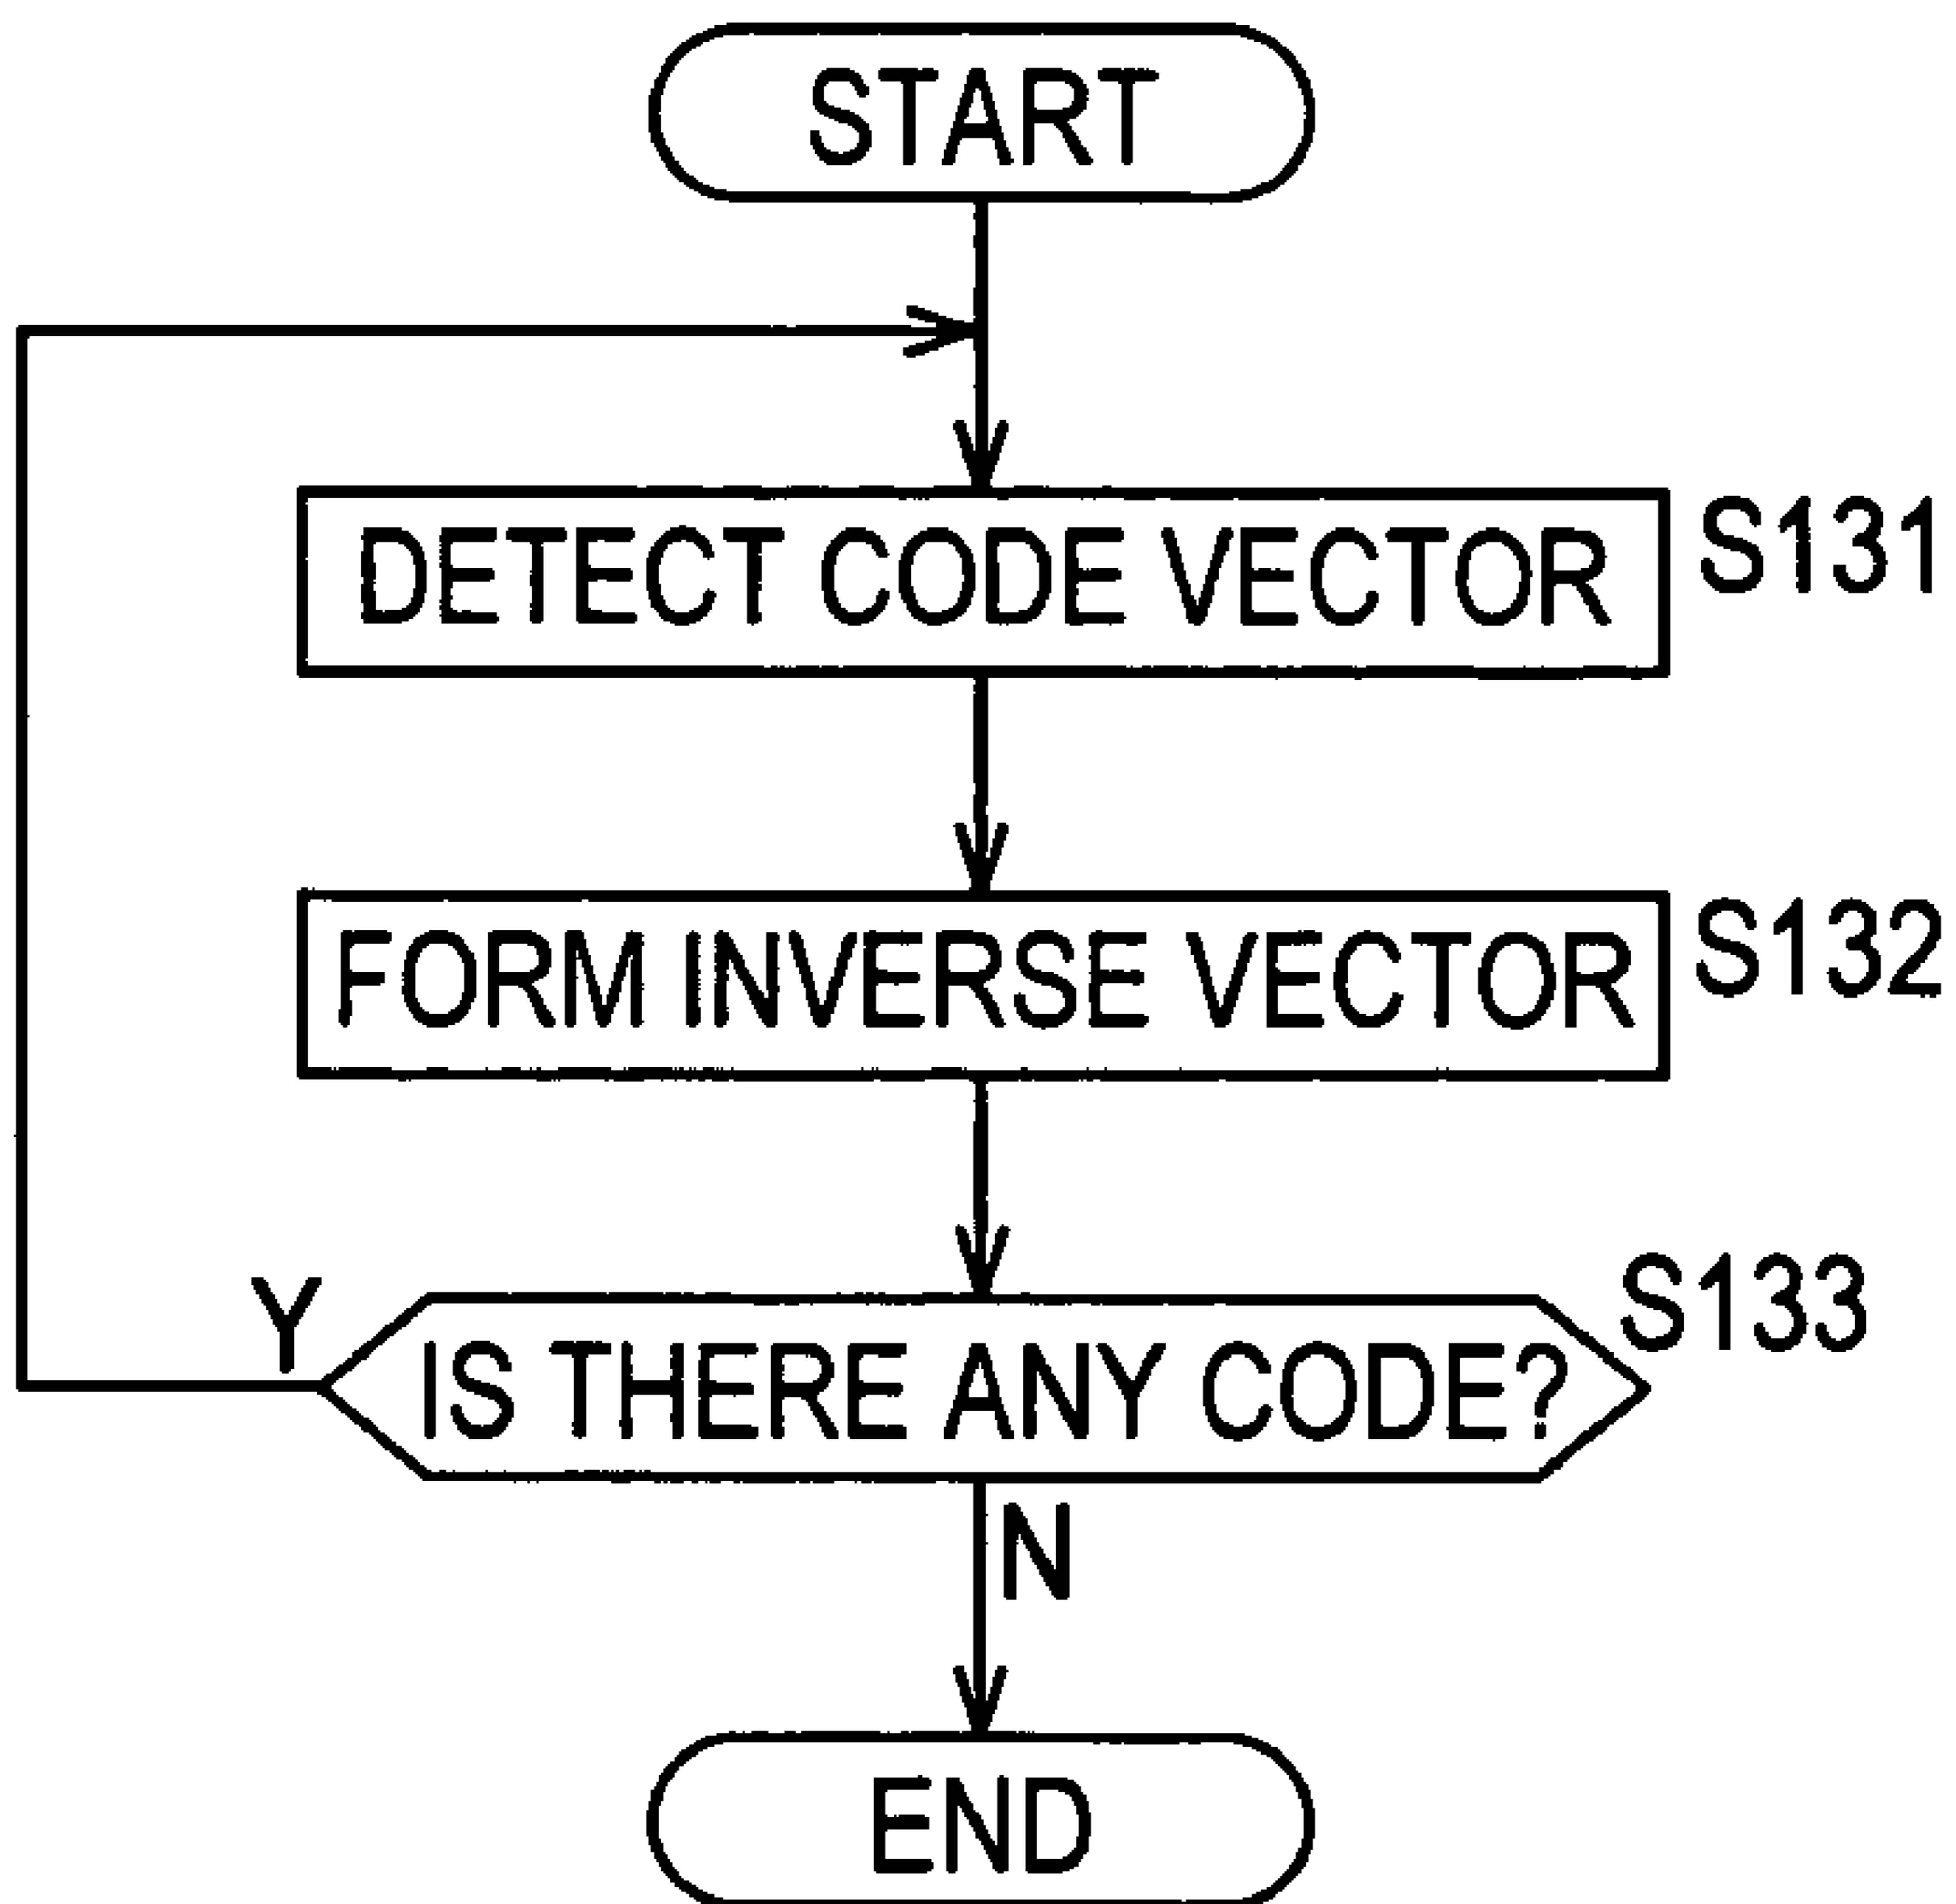 START
DETECT CODE VECTOR
S131
FORM INVERSE VECTOR
S132
Y
IS THERE ANY CODE?
S133
N
END